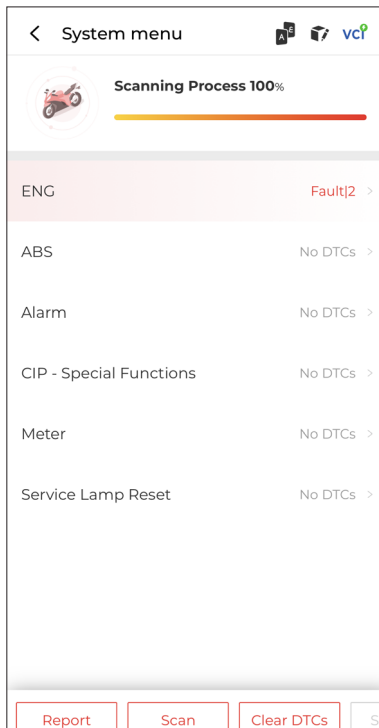 System menu
A E
vci
Scanning Process 100%
ENG Fault|2
ABS No DTCs
Alarm No DTCs
CIP - Special Functions No DTCs
Meter No DTCs
Service Lamp Reset No DTCs
Report Scan Clear DTCs S